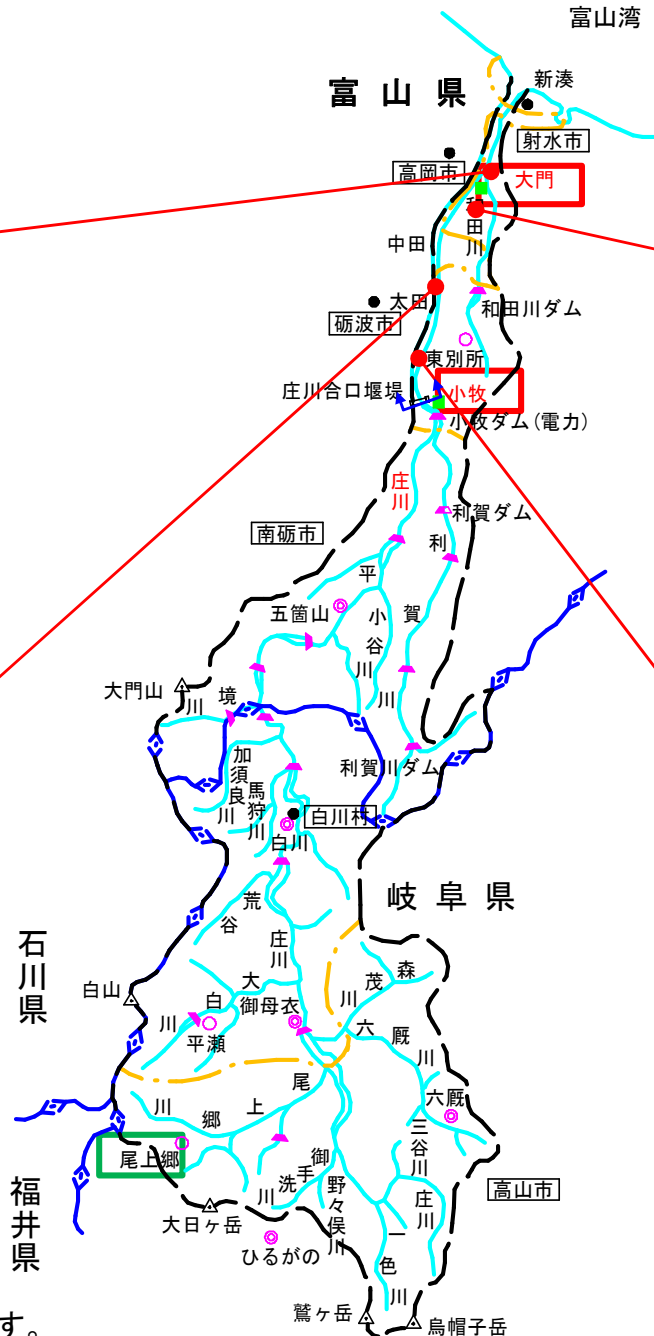 富山湾
富山県
新湊
射水市
高岡市
大門
和田川
中田
太田
和田川ダム
砺波市
東別所
庄川合口堰堤
小牧
小牧ダム(電力)
庄川
利賀ダム
南砺市
利賀川
平
五箇山
小谷川
大門山
境川
加須良川
馬狩川
利賀川ダム
白川村
白川
岐阜県
荒谷
庄川
石川県
白山
大白川
御母衣
森茂川
平瀬
六厩川
六厩
尾上郷川
三谷川
尾上郷
御手洗川
野々俣川
庄川
高山市
福井県
大日ヶ岳
ひるがの
一色川
鷲ヶ岳
烏帽子岳
す。